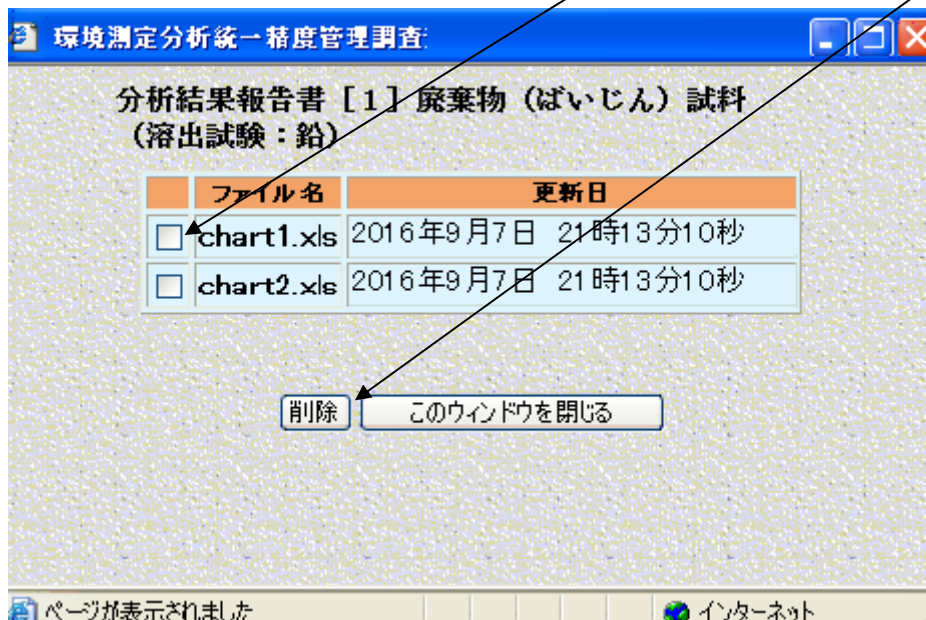 環境測定分析統一精度管理調査
分析結果報告書［１］廃棄物（ばいじん）試料
（溶出試験：鉛）
ファイル名 更新日
chart1.xls 2016年9月7日 21時13分10秒
chart2.xls 2016年9月7日 21時13分10秒
削除 このウィンドウを閉じる
ページが表示されました インターネット